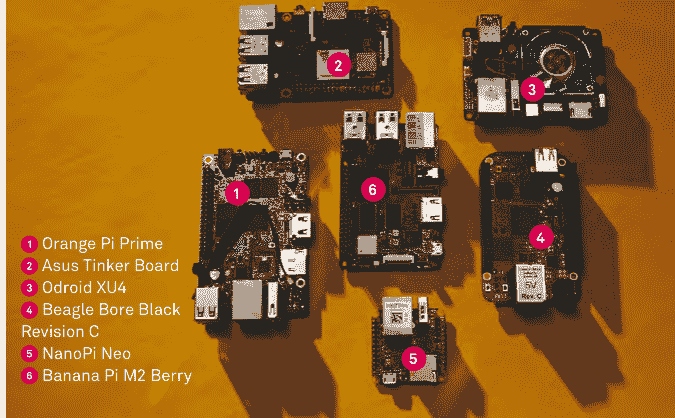 2
3
1
6
4
5V
Rev. C
5
1 Orange Pi Prime
2 Asus Tinker Board
3 Odroid XU4
4 Beagle Bore Black
Revision C
5 NanoPi Neo
6 Banana Pi M2 Berry